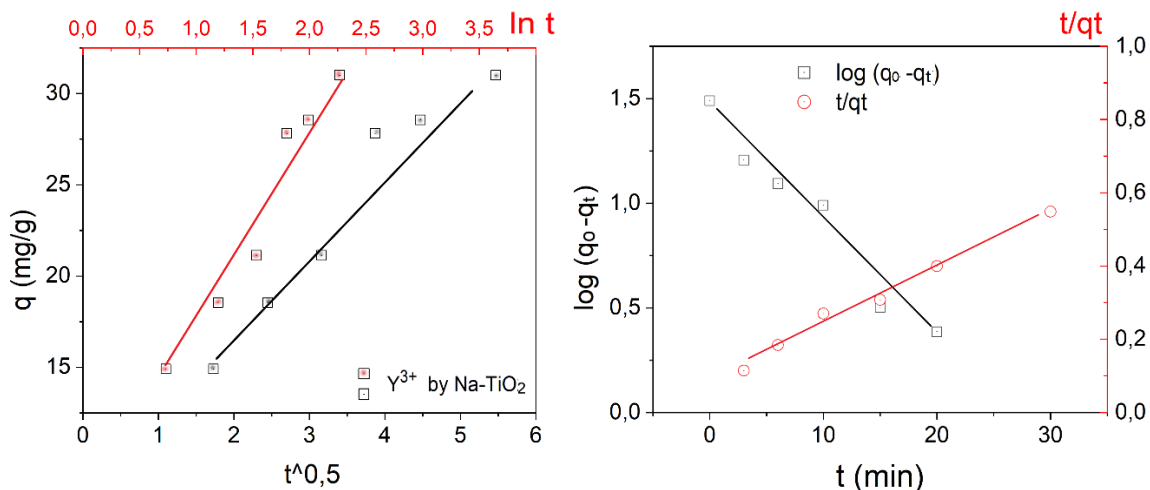 0,0 0,5 1,0 1,5 2,0 2,5 3,0 3,5 ln t
30
25
20
15
q (mg/g)
0 1 2 3 4 5 6
t^0,5
Y³⁺ by Na-TiO₂
t/qt
log (q₀ -qₜ)
t/qt
1,5
1,0
0,5
0,0
log (q₀ -qₜ)
1,0
0,8
0,6
0,4
0,2
0,0
0 10 20 30
t (min)